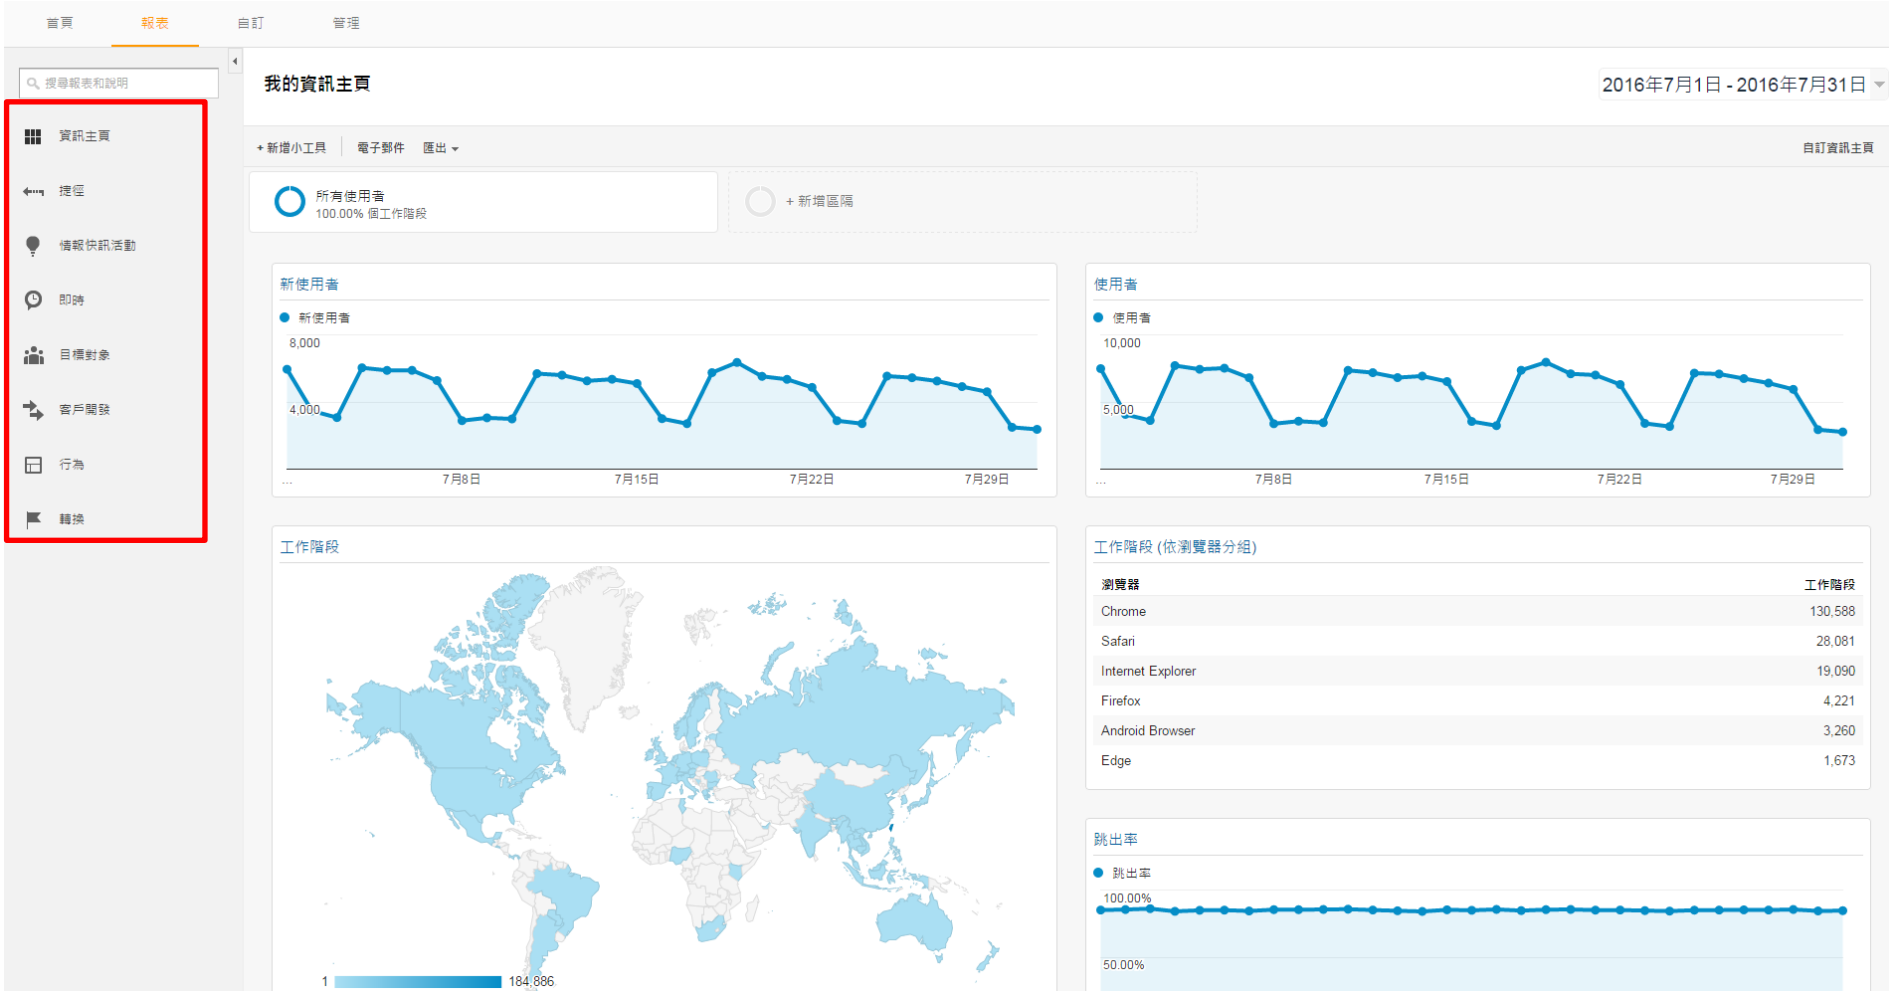 首頁 報表 自訂 管理
搜尋報表和說明
資訊主頁
捷徑
情報快訊活動
即時
目標對象
客戶開發
行為
轉換
我的資訊主頁
2016年7月1日 - 2016年7月31日
+ 新增小工具 電子郵件 匯出
自訂資訊主頁
所有使用者
100.00% 個工作階段
+ 新增區隔
新使用者
新使用者
8,000
4,000
... 7月8日 7月15日 7月22日 7月29日
使用者
使用者
10,000
5,000
... 7月8日 7月15日 7月22日 7月29日
工作階段
1 184,886
工作階段 (依瀏覽器分組)
瀏覽器 工作階段
Chrome 130,588
Safari 28,081
Internet Explorer 19,090
Firefox 4,221
Android Browser 3,260
Edge 1,673
跳出率
跳出率
100.00%
50.00%